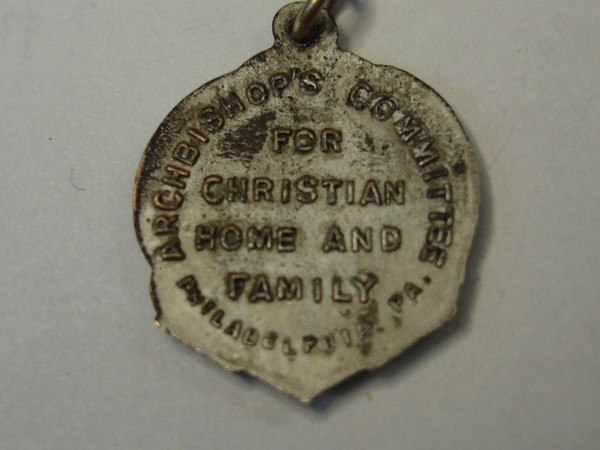 ARCHBISHOP'S COMMITTEE
FOR
CHRISTIAN
HOME AND
FAMILY
PHILADELPHIA, PA.